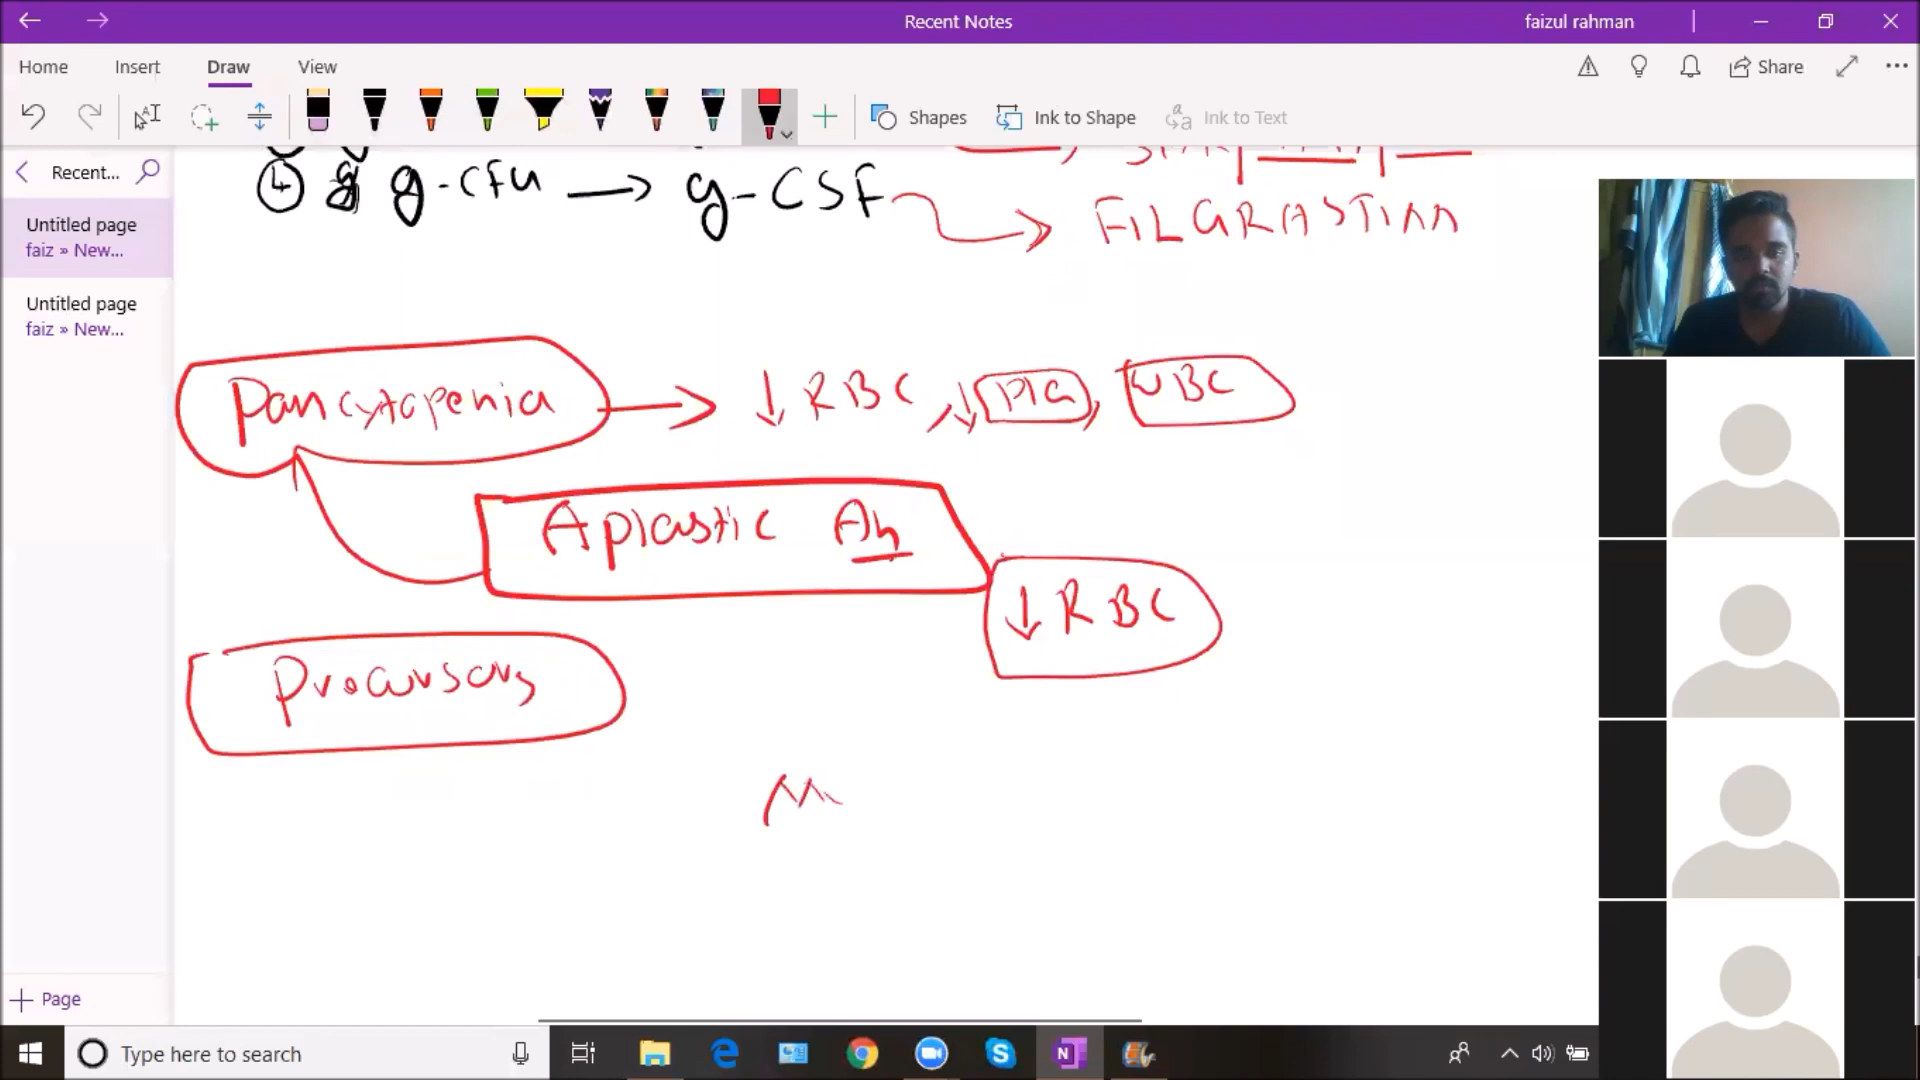 Recent Notes
faizul rahman
Home Insert Draw View
Share
Shapes Ink to Shape Ink to Text
Recent...
Untitled page
faiz » New...
Untitled page
faiz » New...
④ g-CFU → g-CSF
FILGRASTIM
Pancytopenia → ↓ RBC, ↓ Pla, WBC
Aplastic An
↓ RBC
Precursors
Page
Type here to search